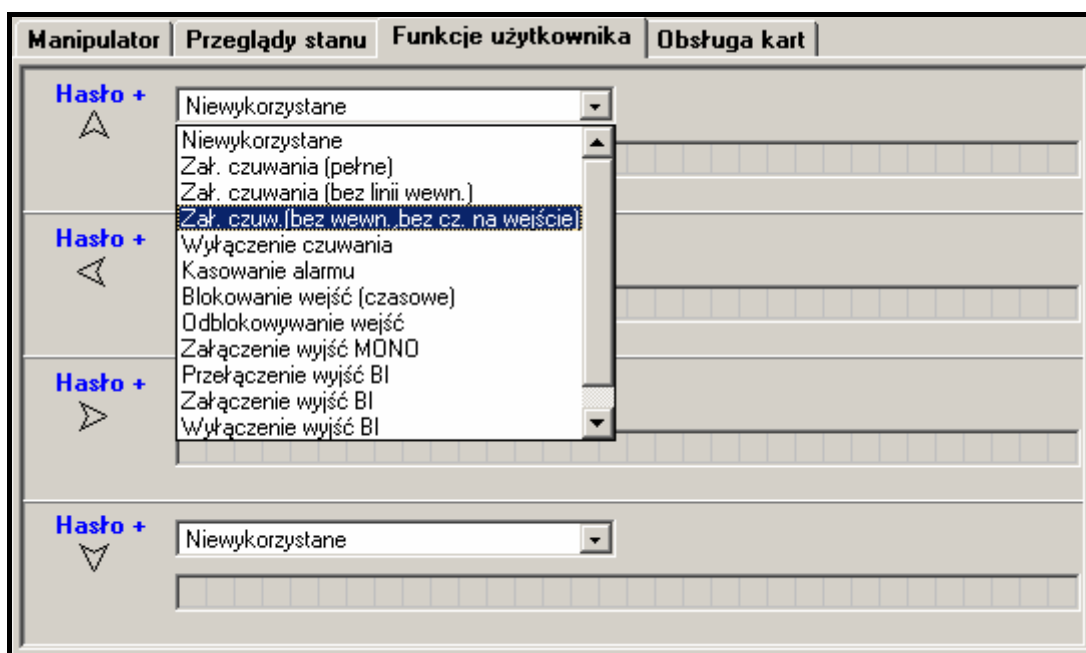 Manipulator Przeglądy stanu Funkcje użytkownika Obsługa kart
Hasło +
Niewykorzystane
Niewykorzystane
Zał. czuwania (pełne)
Zał. czuwania (bez linii wewn.)
Zał. czuw.(bez wewn.,bez cz. na wejście)
Hasło +
Wyłączenie czuwania
Kasowanie alarmu
Blokowanie wejść (czasowe)
Odblokowywanie wejść
Załączenie wyjść MONO
Hasło +
Przełączenie wyjść BI
Załączenie wyjść BI
Wyłączenie wyjść BI
Hasło +
Niewykorzystane